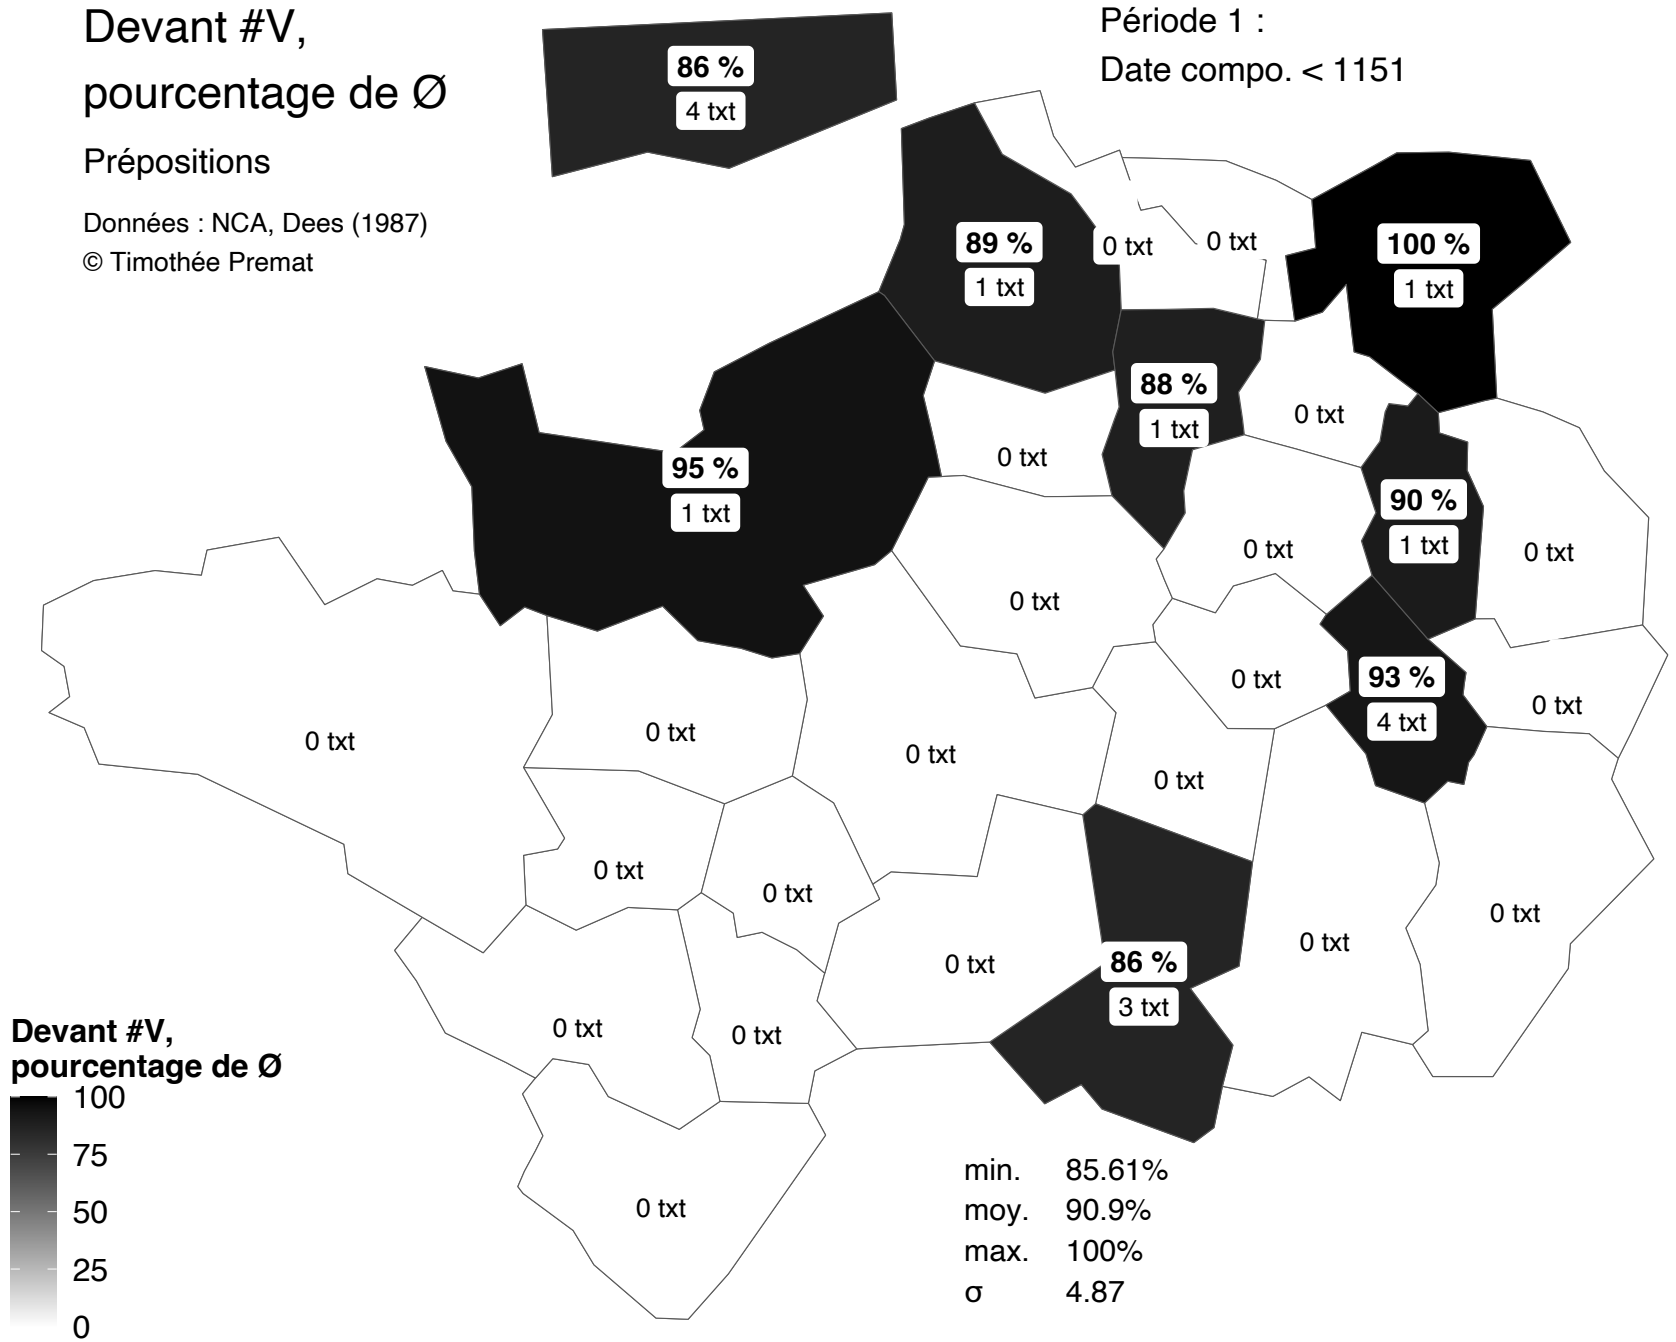 Devant #V,
pourcentage de Ø
Prépositions
Données : NCA, Dees (1987)
© Timothée Premat
Période 1 :
Date compo. < 1151
86 %
4 txt
89 %
1 txt
0 txt
0 txt
100 %
1 txt
88 %
1 txt
0 txt
0 txt
95 %
1 txt
90 %
1 txt
0 txt
0 txt
0 txt
93 %
4 txt
0 txt
0 txt
0 txt
0 txt
0 txt
0 txt
0 txt
0 txt
0 txt
86 %
3 txt
0 txt
0 txt
0 txt
0 txt
0 txt
0 txt
Devant #V,
pourcentage de Ø
100
75
50
25
0
min. 85.61%
moy. 90.9%
max. 100%
σ 4.87